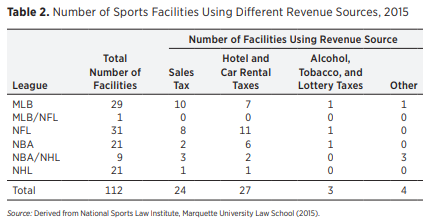 Table 2. Number of Sports Facilities Using Different Revenue Sources, 2015
Number of Facilities Using Revenue Source
Total Hotel and Alcohol,
Number of Sales Car Rental Tobacco, and
League Facilities Tax Taxes Lottery Taxes Other
MLB 29 10 7 1 1
MLB/NFL 1 0 0 0 0
NFL 31 8 11 1 0
NBA 21 2 6 1 0
NBA/NHL 9 3 2 0 3
NHL 21 1 1 0 0
Total 112 24 27 3 4
Source: Derived from National Sports Law Institute, Marquette University Law School (2015).